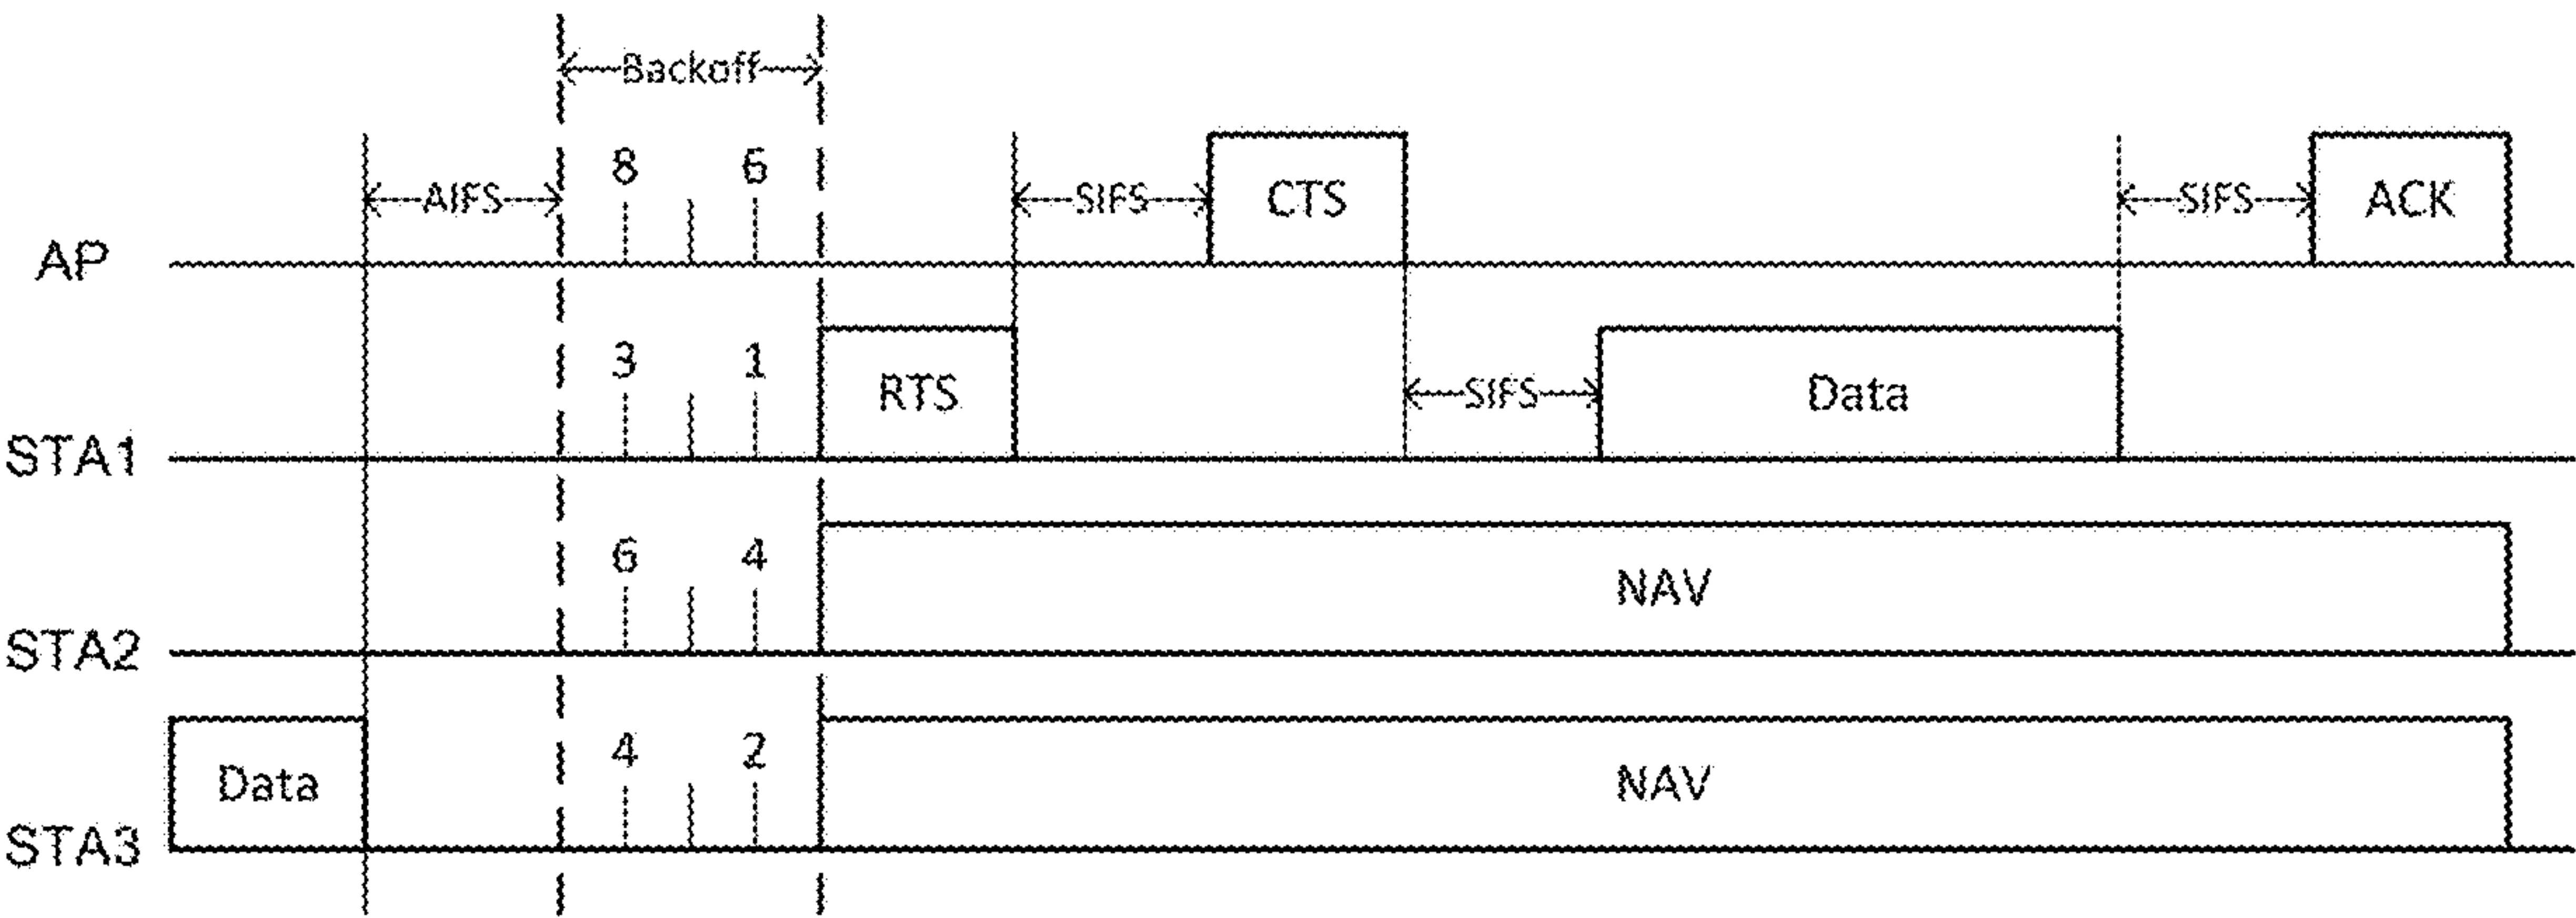 Backoff
AP AIFS 8 6 SIFS CTS SIFS ACK
STA1 3 1 RTS SIFS Data
STA2 6 4 NAV
STA3 Data 4 2 NAV